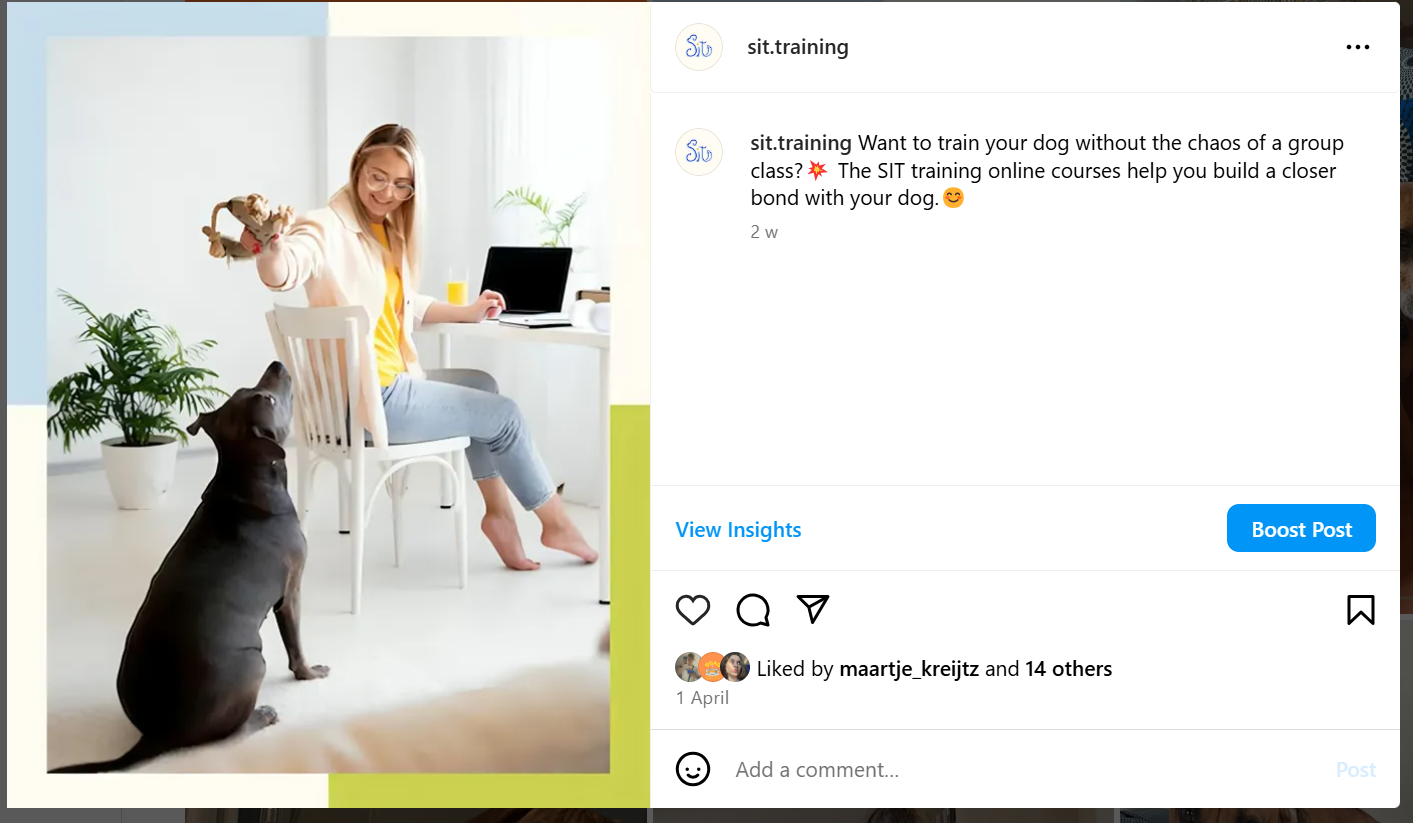 Sit
sit.training
Sit
sit.training Want to train your dog without the chaos of a group
class?💥 The SIT training online courses help you build a closer
bond with your dog.😊
2 w
View Insights
Boost Post
Liked by maartje_kreijtz and 14 others
1 April
Add a comment...
Post